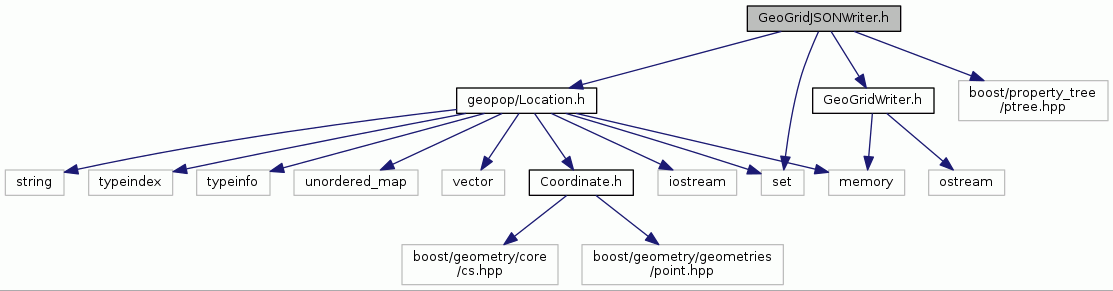 GeoGridJSONWriter.h
geopop/Location.h
GeoGridWriter.h
boost/property_tree
/ptree.hpp
string
typeindex
typeinfo
unordered_map
vector
Coordinate.h
iostream
set
memory
ostream
boost/geometry/core
/cs.hpp
boost/geometry/geometries
/point.hpp